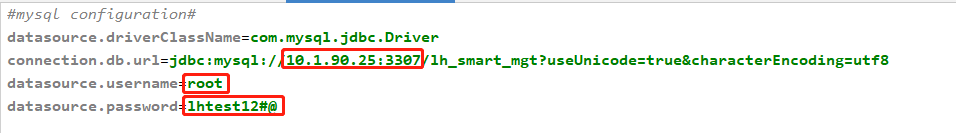 #mysql configuration#
datasource.driverClassName=com.mysql.jdbc.Driver
connection.db.url=jdbc:mysql://10.1.90.25:3307/lh_smart_mgt?useUnicode=true&characterEncoding=utf8
datasource.username=root
datasource.password=lhtest12#@